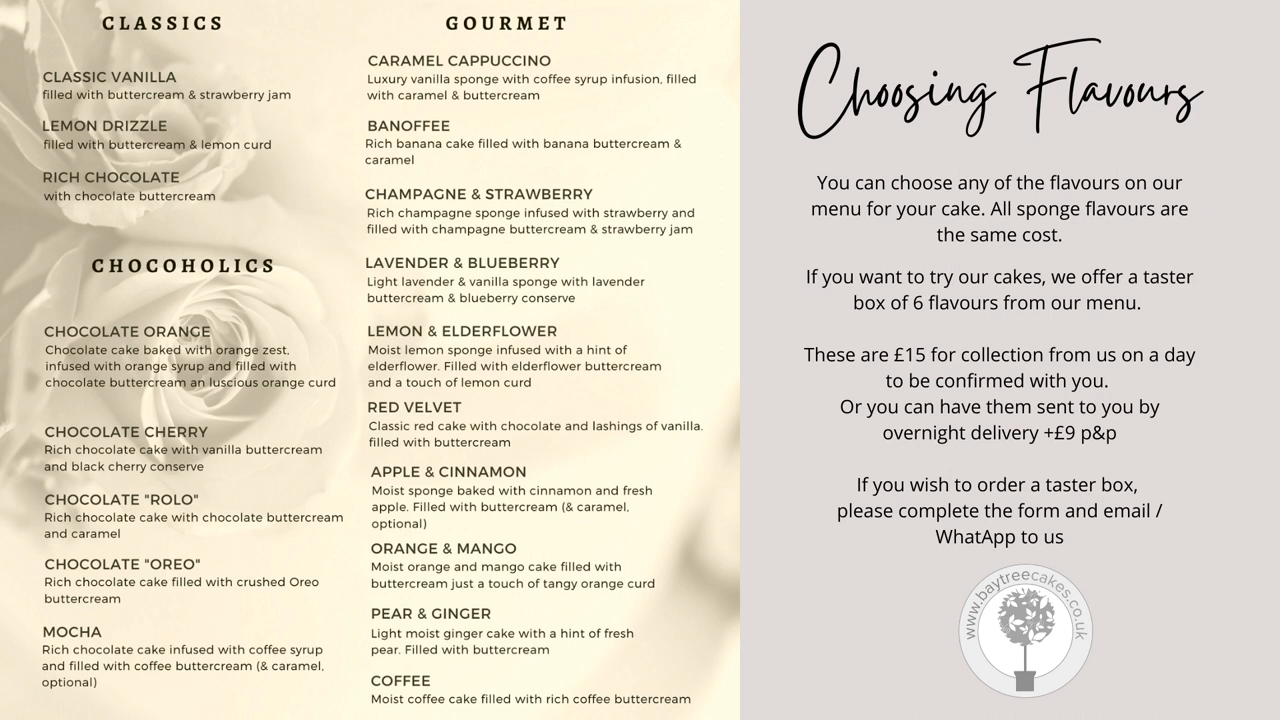 CLASSICS
CLASSIC VANILLA
filled with buttercream & strawberry jam
LEMON DRIZZLE
filled with buttercream & lemon curd
RICH CHOCOLATE
with chocolate buttercream
CHOCOHOLICS
CHOCOLATE ORANGE
Chocolate cake baked with orange zest,
infused with orange syrup and filled with
chocolate buttercream an luscious orange curd
CHOCOLATE CHERRY
Rich chocolate cake with vanilla buttercream
and black cherry conserve
CHOCOLATE "ROLO"
Rich chocolate cake with chocolate buttercream
and caramel
CHOCOLATE "OREO"
Rich chocolate cake filled with crushed Oreo
buttercream
MOCHA
Rich chocolate cake infused with coffee syrup
and filled with coffee buttercream (& caramel,
optional)
GOURMET
CARAMEL CAPPUCCINO
Luxury vanilla sponge with coffee syrup infusion, filled
with caramel & buttercream
BANOFFEE
Rich banana cake filled with banana buttercream &
caramel
CHAMPAGNE & STRAWBERRY
Rich champagne sponge infused with strawberry and
filled with champagne buttercream & strawberry jam
LAVENDER & BLUEBERRY
Light lavender & vanilla sponge with lavender
buttercream & blueberry conserve
LEMON & ELDERFLOWER
Moist lemon sponge infused with a hint of
elderflower. Filled with elderflower buttercream
and a touch of lemon curd
RED VELVET
Classic red cake with chocolate and lashings of vanilla.
filled with buttercream
APPLE & CINNAMON
Moist sponge baked with cinnamon and fresh
apple. Filled with buttercream (& caramel,
optional)
ORANGE & MANGO
Moist orange and mango cake filled with
buttercream just a touch of tangy orange curd
PEAR & GINGER
Light moist ginger cake with a hint of fresh
pear. Filled with buttercream
COFFEE
Moist coffee cake filled with rich coffee buttercream
Choosing Flavours
You can choose any of the flavours on our
menu for your cake. All sponge flavours are
the same cost.
If you want to try our cakes, we offer a taster
box of 6 flavours from our menu.
These are £15 for collection from us on a day
to be confirmed with you.
Or you can have them sent to you by
overnight delivery +£9 p&p
If you wish to order a taster box,
please complete the form and email /
WhatApp to us
www.baytreecakes.co.uk